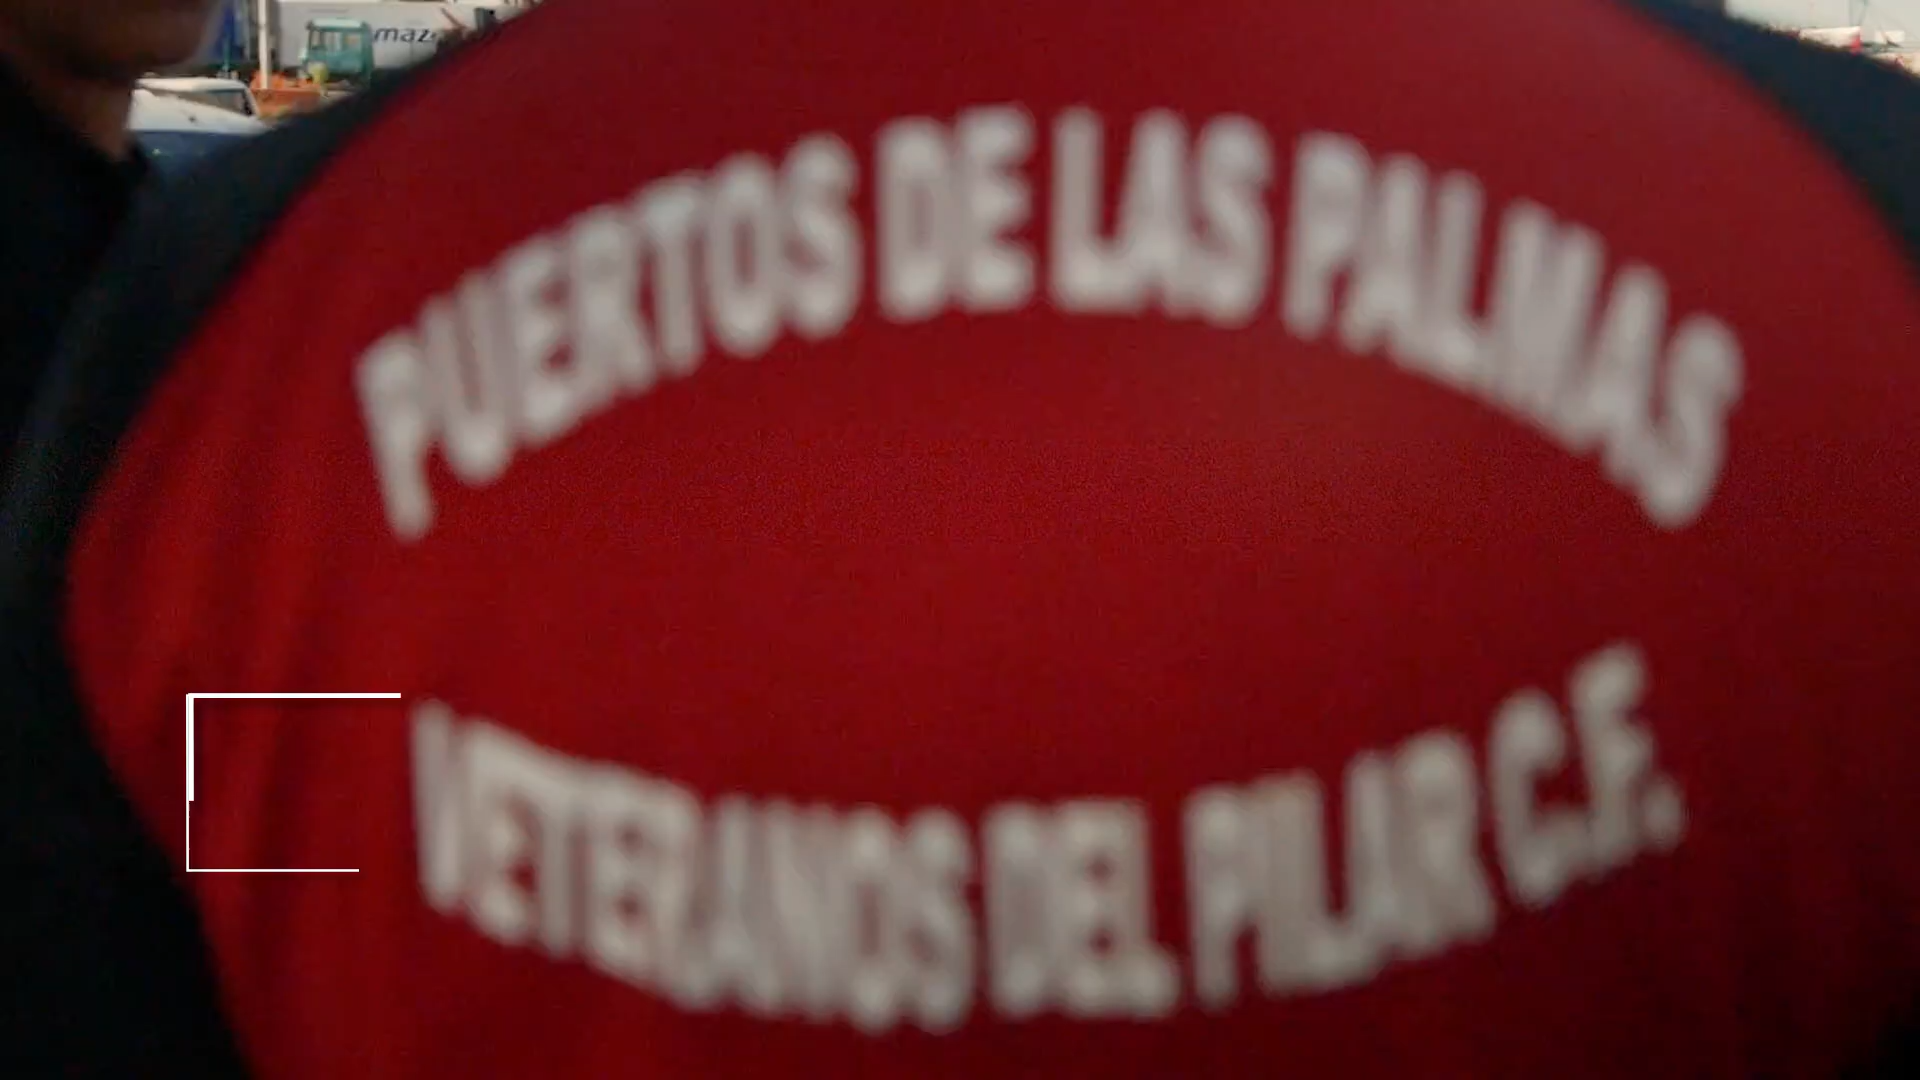 PUERTOS DE LAS PALMAS
VETERANOS DEL PILAR C.F.